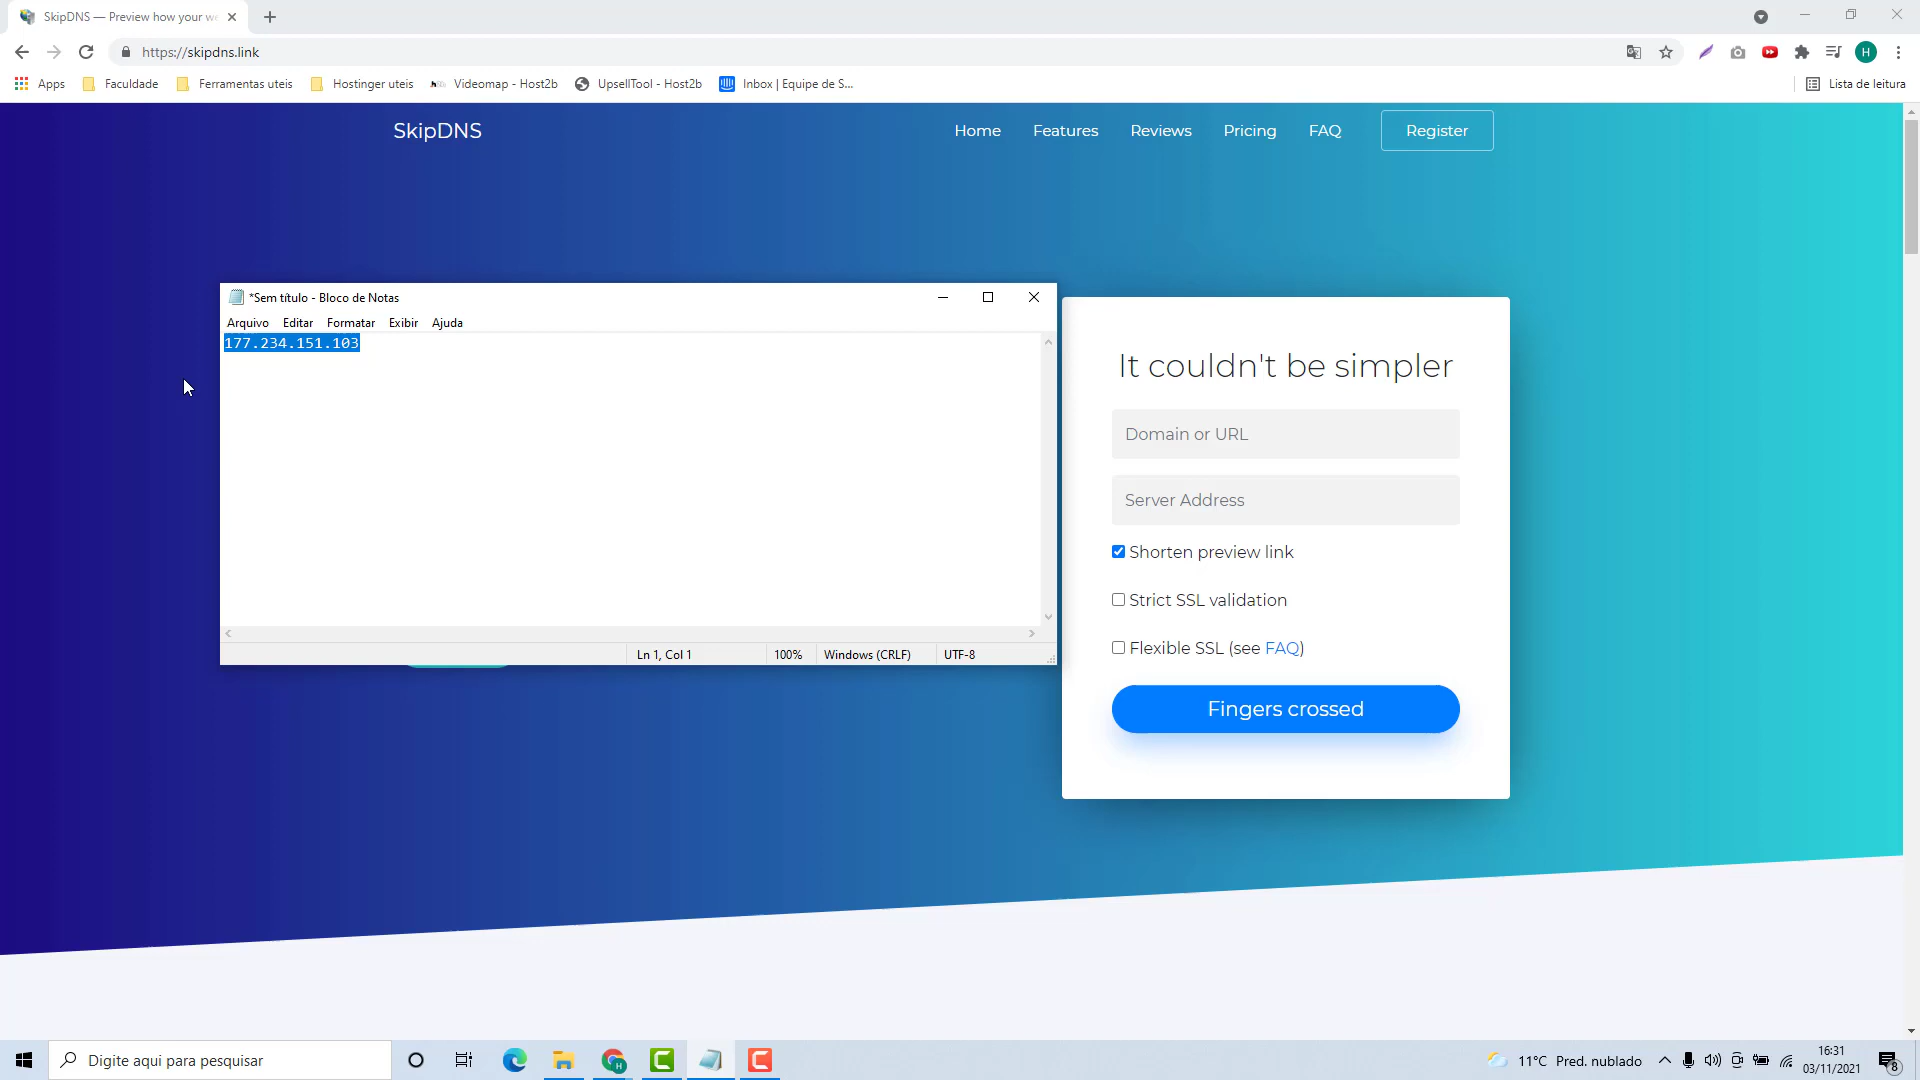 SkipDNS — Preview how your we
https://skipdns.link
H
Apps
Faculdade
Ferramentas uteis
Hostinger uteis
Videomap - Host2b
UpsellTool - Host2b
Inbox | Equipe de S...
Lista de leitura
SkipDNS
Home
Features
Reviews
Pricing
FAQ
Register
*Sem título - Bloco de Notas
Arquivo
Editar
Formatar
Exibir
Ajuda
177.234.151.103
Ln 1, Col 1
100%
Windows (CRLF)
UTF-8
It couldn't be simpler
Domain or URL
Server Address
Shorten preview link
Strict SSL validation
Flexible SSL (see FAQ)
Fingers crossed
Digite aqui para pesquisar
11°C Pred. nublado
16:31
03/11/2021
8